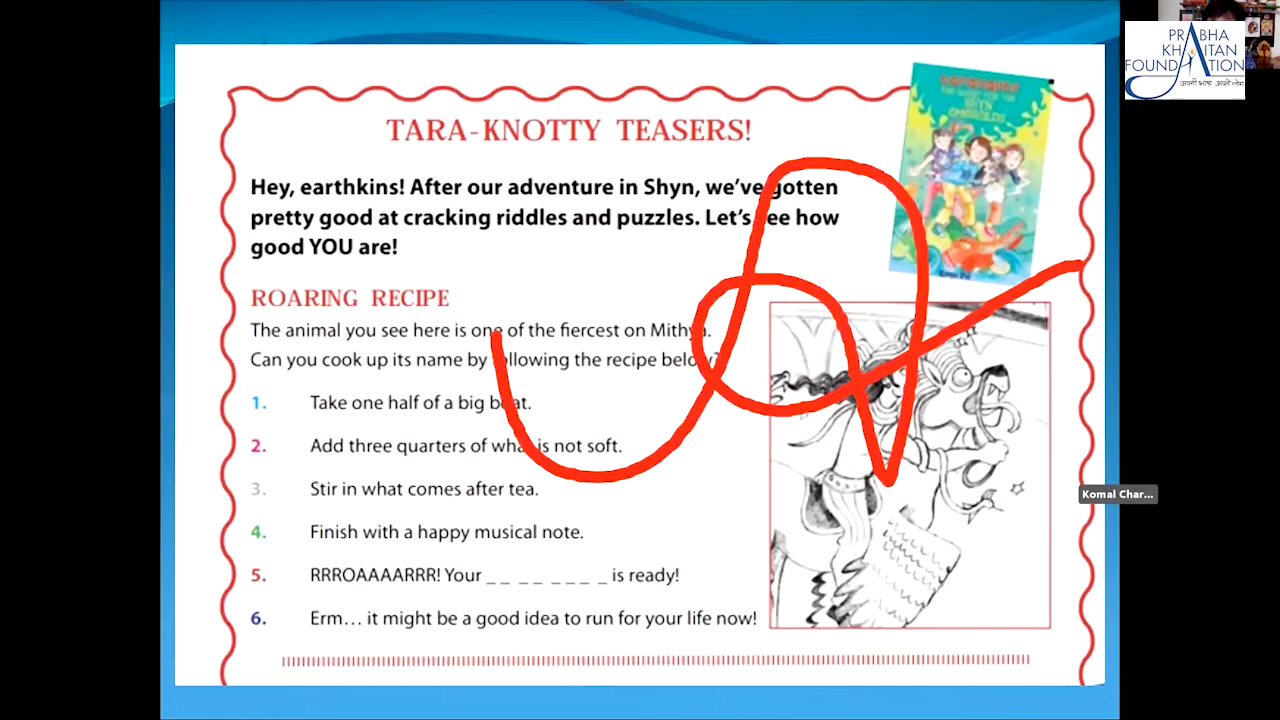 PRABHA
KHAITAN
FOUNDATION
अपनी भाषा अपने लोग
TARA-KNOTTY TEASERS!
SHYN
EMERALDS
Hey, earthkins! After our adventure in Shyn, we've gotten
pretty good at cracking riddles and puzzles. Let's see how
good YOU are!
ROARING RECIPE
The animal you see here is one of the fiercest on Mithya.
Can you cook up its name by following the recipe below?
1. Take one half of a big boat.
2. Add three quarters of what is not soft.
3. Stir in what comes after tea.
4. Finish with a happy musical note.
5. RRROAAAARRR! Your _ _ _ _ _ _ _ _ is ready!
6. Erm... it might be a good idea to run for your life now!
Komal Char...